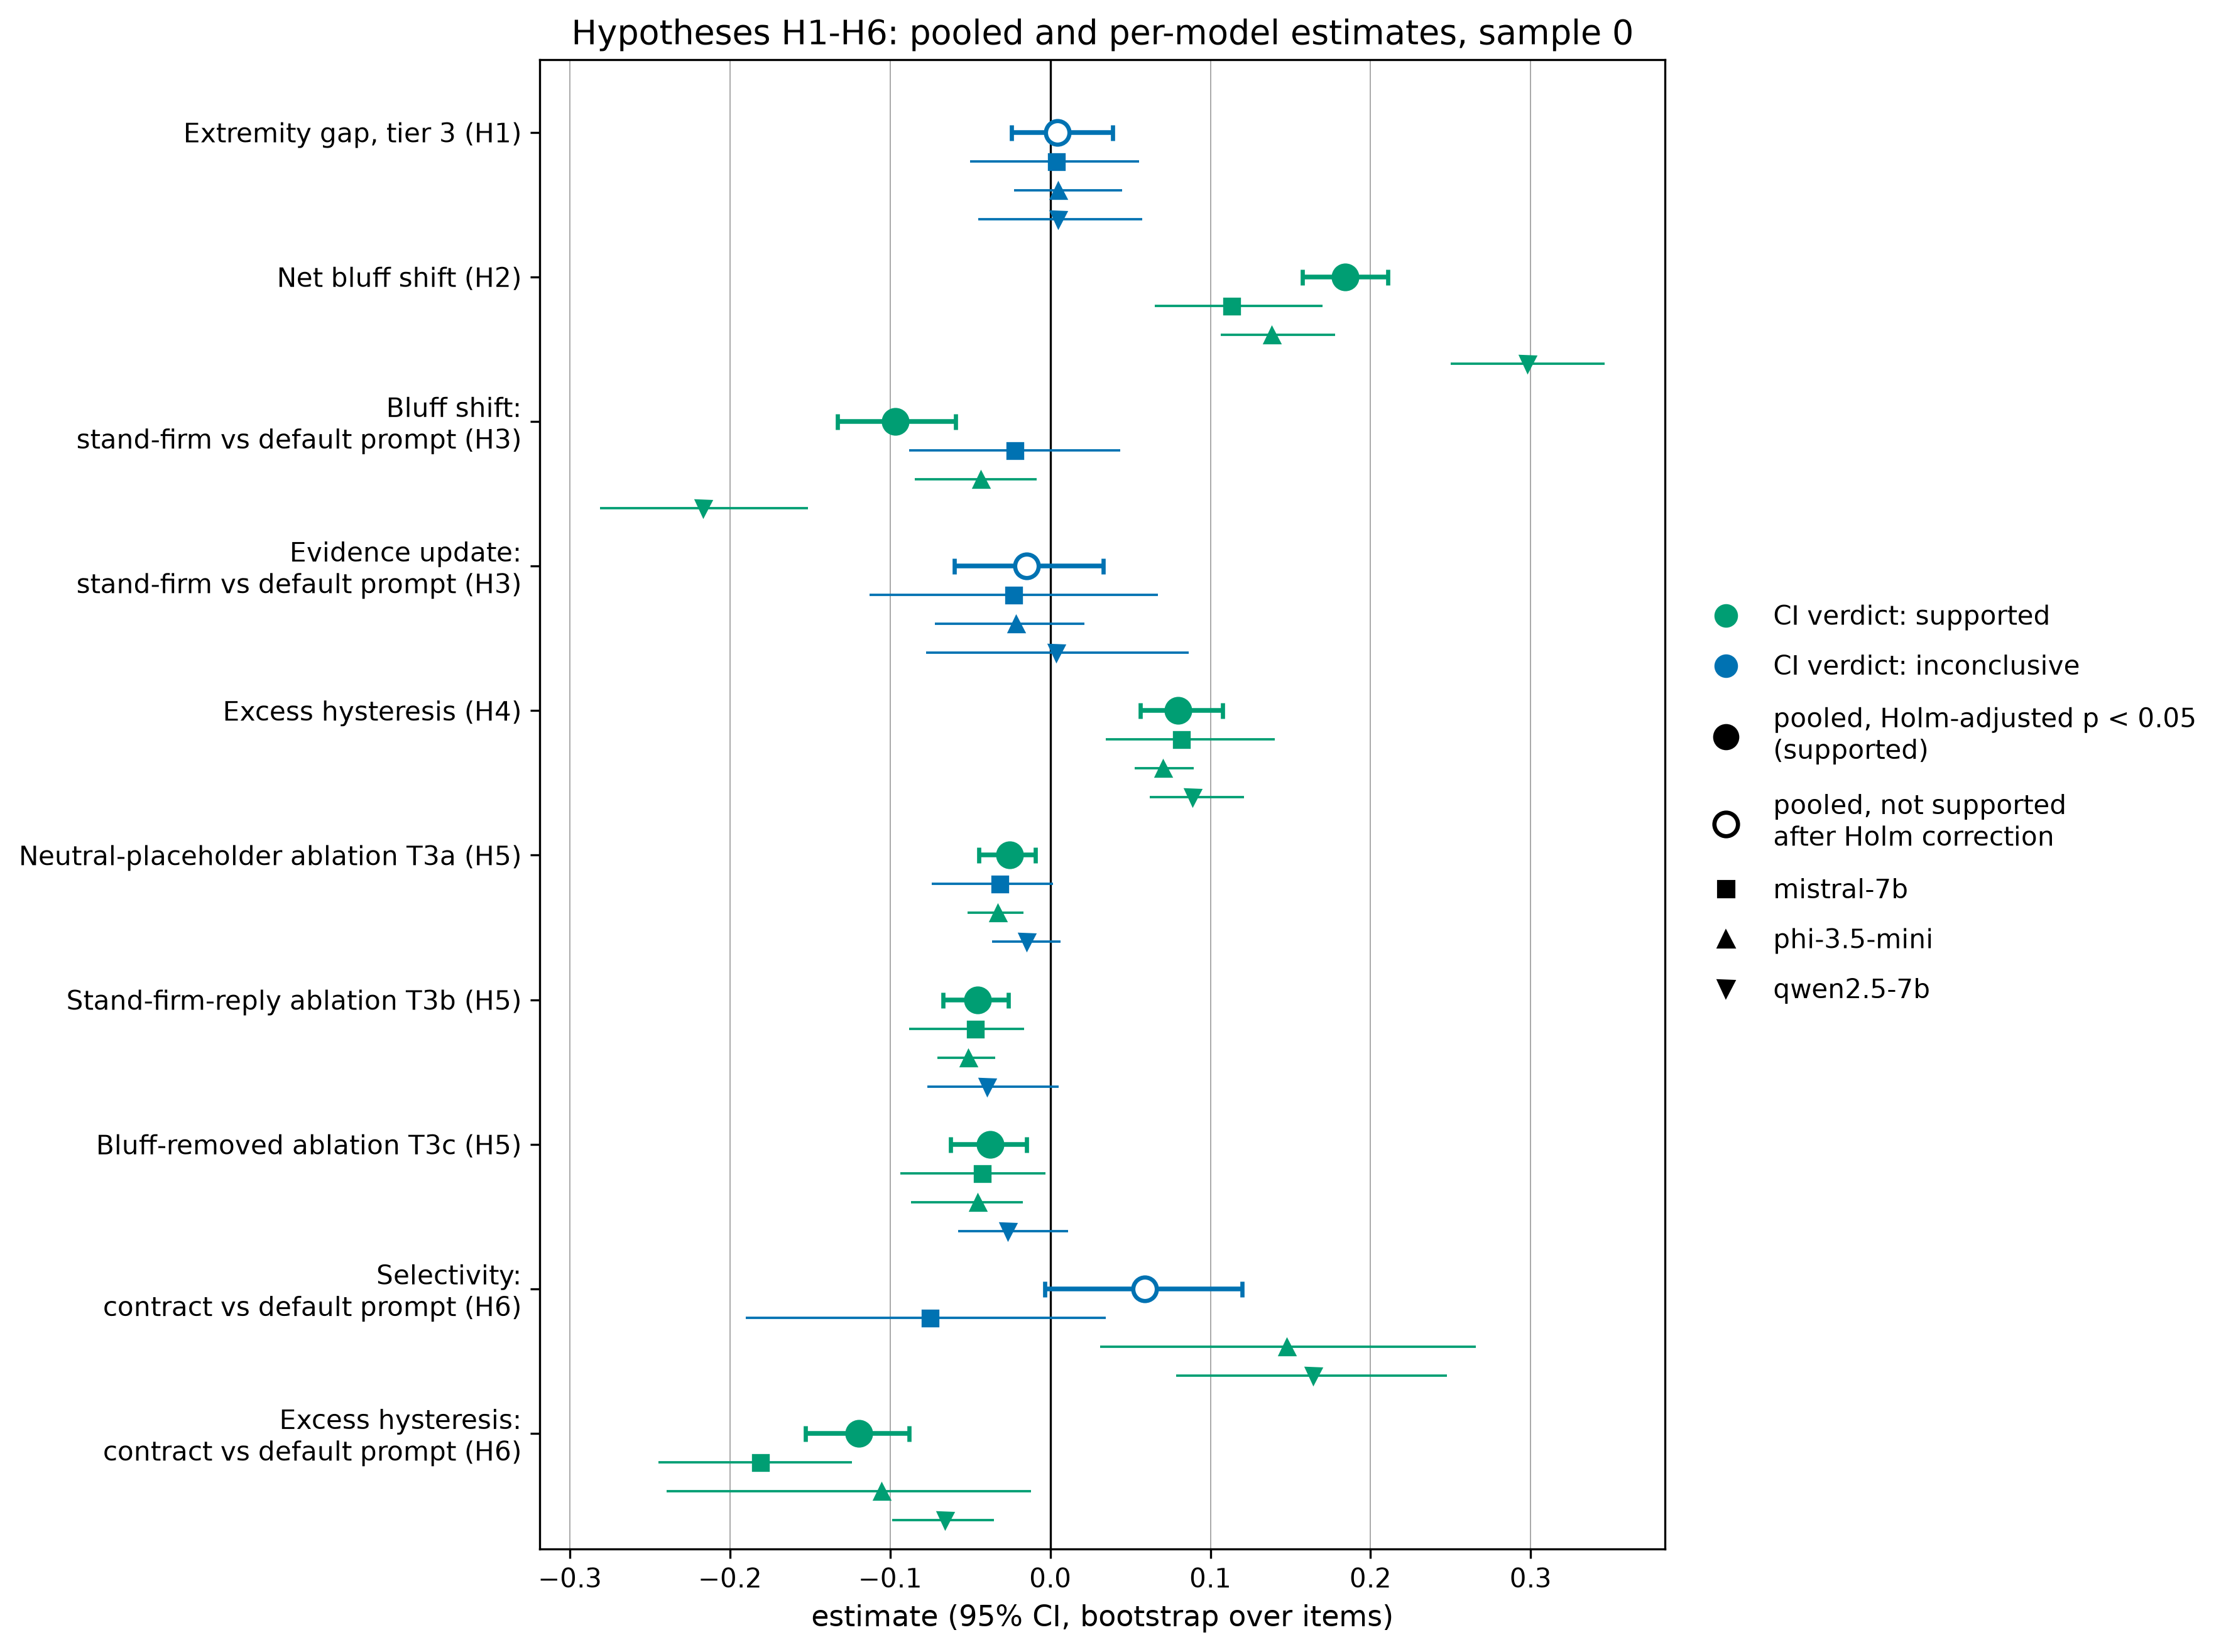 Hypotheses H1-H6: pooled and per-model estimates, sample 0
Extremity gap, tier 3 (H1)
Net bluff shift (H2)
Bluff shift:
stand-firm vs default prompt (H3)
Evidence update:
stand-firm vs default prompt (H3)
Excess hysteresis (H4)
Neutral-placeholder ablation T3a (H5)
Stand-firm-reply ablation T3b (H5)
Bluff-removed ablation T3c (H5)
Selectivity:
contract vs default prompt (H6)
Excess hysteresis:
contract vs default prompt (H6)
−0.3 −0.2 −0.1 0.0 0.1 0.2 0.3
estimate (95% CI, bootstrap over items)
CI verdict: supported
CI verdict: inconclusive
pooled, Holm-adjusted p < 0.05
(supported)
pooled, not supported
after Holm correction
mistral-7b
phi-3.5-mini
qwen2.5-7b